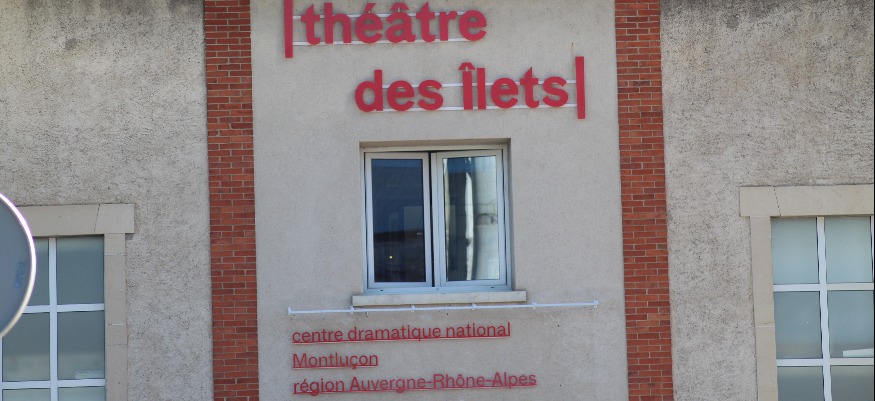 théâtre
des îlets
centre dramatique national
Montluçon
région Auvergne-Rhône-Alpes